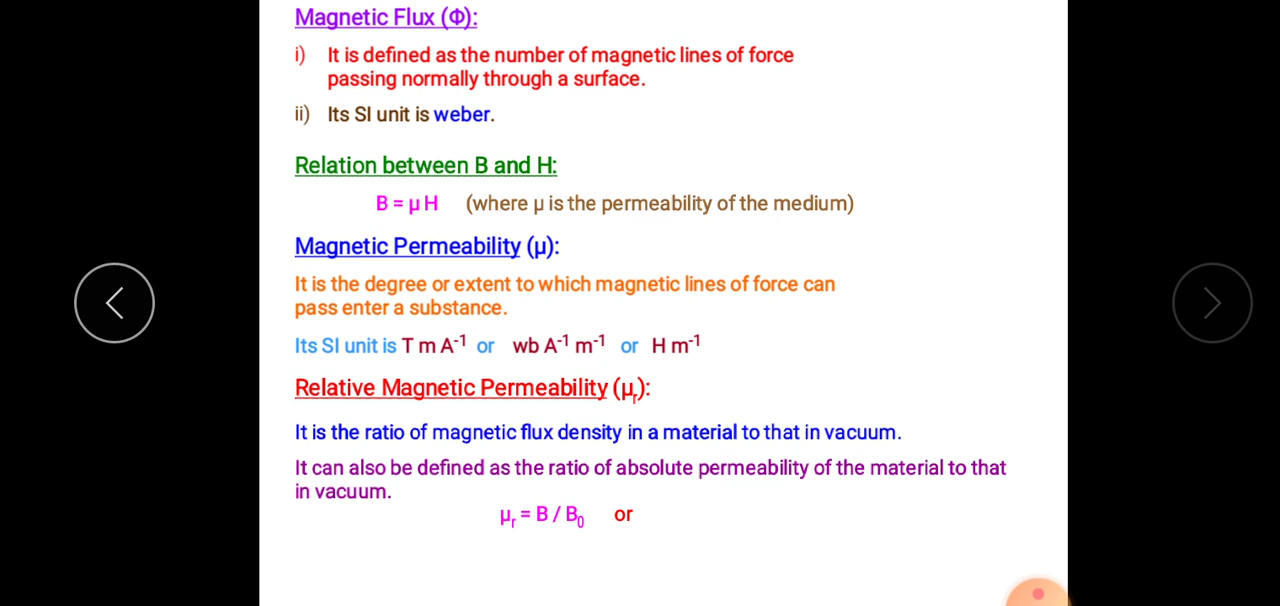 Magnetic Flux (Φ):
i) It is defined as the number of magnetic lines of force
passing normally through a surface.
ii) Its SI unit is weber.
Relation between B and H:
B = μ H (where μ is the permeability of the medium)
Magnetic Permeability (μ):
It is the degree or extent to which magnetic lines of force can
pass enter a substance.
Its SI unit is T m A⁻¹ or wb A⁻¹ m⁻¹ or H m⁻¹
Relative Magnetic Permeability (μᵣ):
It is the ratio of magnetic flux density in a material to that in vacuum.
It can also be defined as the ratio of absolute permeability of the material to that
in vacuum.
μᵣ = B / B₀ or